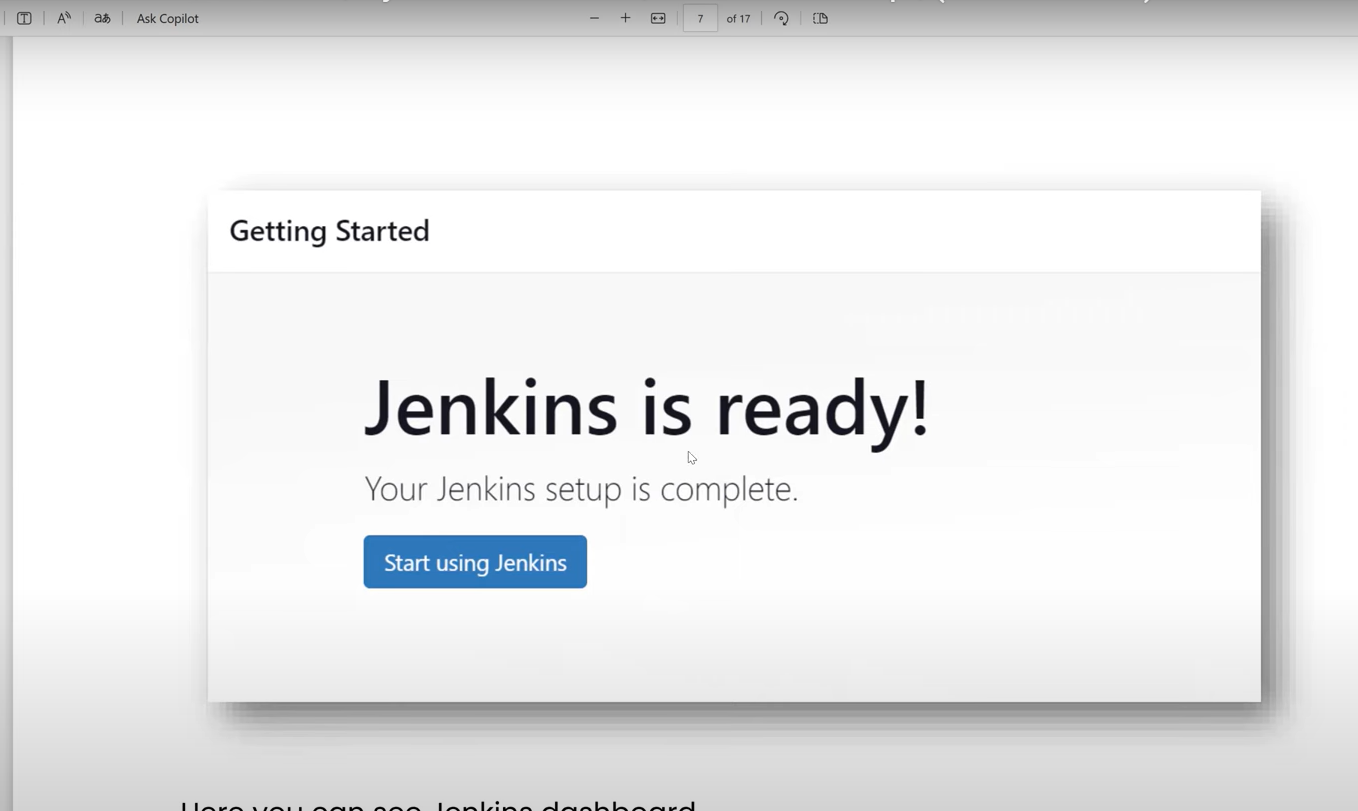 Ask Copilot
7 of 17
Getting Started
Jenkins is ready!
Your Jenkins setup is complete.
Start using Jenkins
Here you can see Jenkins dashboard